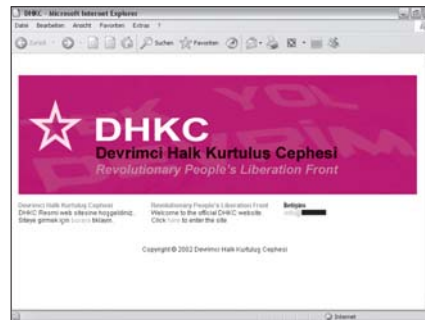 DHKC - Microsoft Internet Explorer
Datei Bearbeiten Ansicht Favoriten Extras ?
Zurück Suchen Favoriten
YOL
DHKC
Devrimci Halk Kurtuluş Cephesi
Revolutionary People's Liberation Front
Devrimci Halk Kurtuluş Cephesi
DHKC Resmi web sitesine hoşgeldiniz.
Siteye girmek için tıklayın.
Revolutionary People's Liberation Front
Welcome to the official DHKC website.
Click here to enter the site
İletişim
Copyright © 2002 Devrimci Halk Kurtuluş Cephesi
Internet